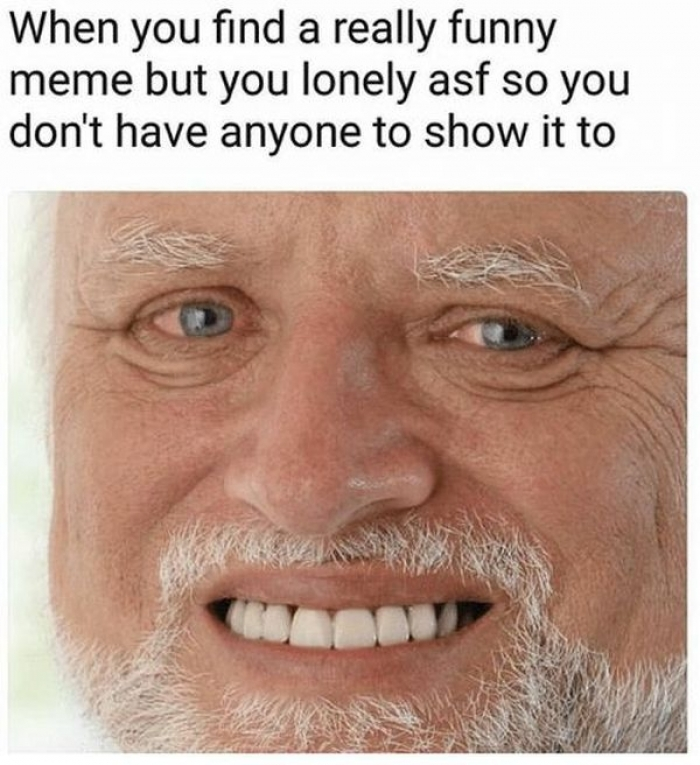 When you find a really funny
meme but you lonely asf so you
don't have anyone to show it to